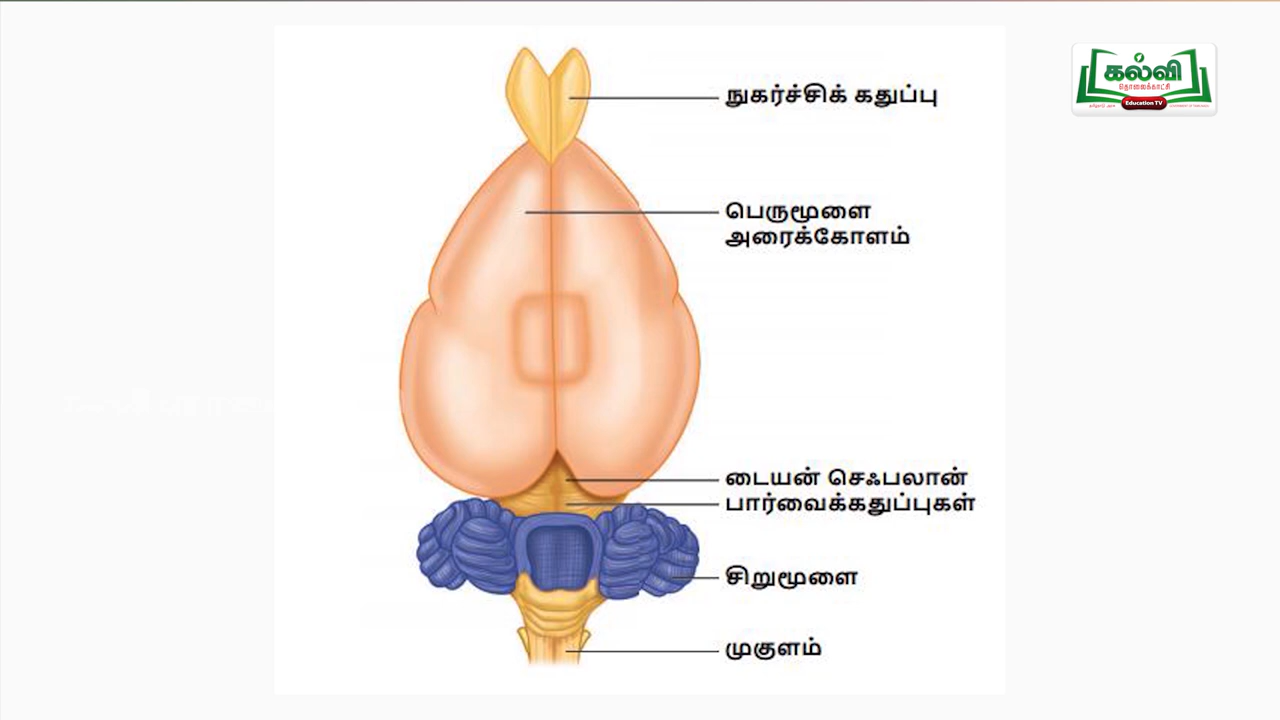 நுகர்ச்சிக் கதுப்பு
கல்வி
தொலைக்காட்சி
Education TV
பெருமூளை
அரைக்கோளம்
டையன் செஃபலான்
பார்வைக்கதுப்புகள்
சிறுமூளை
முகுளம்